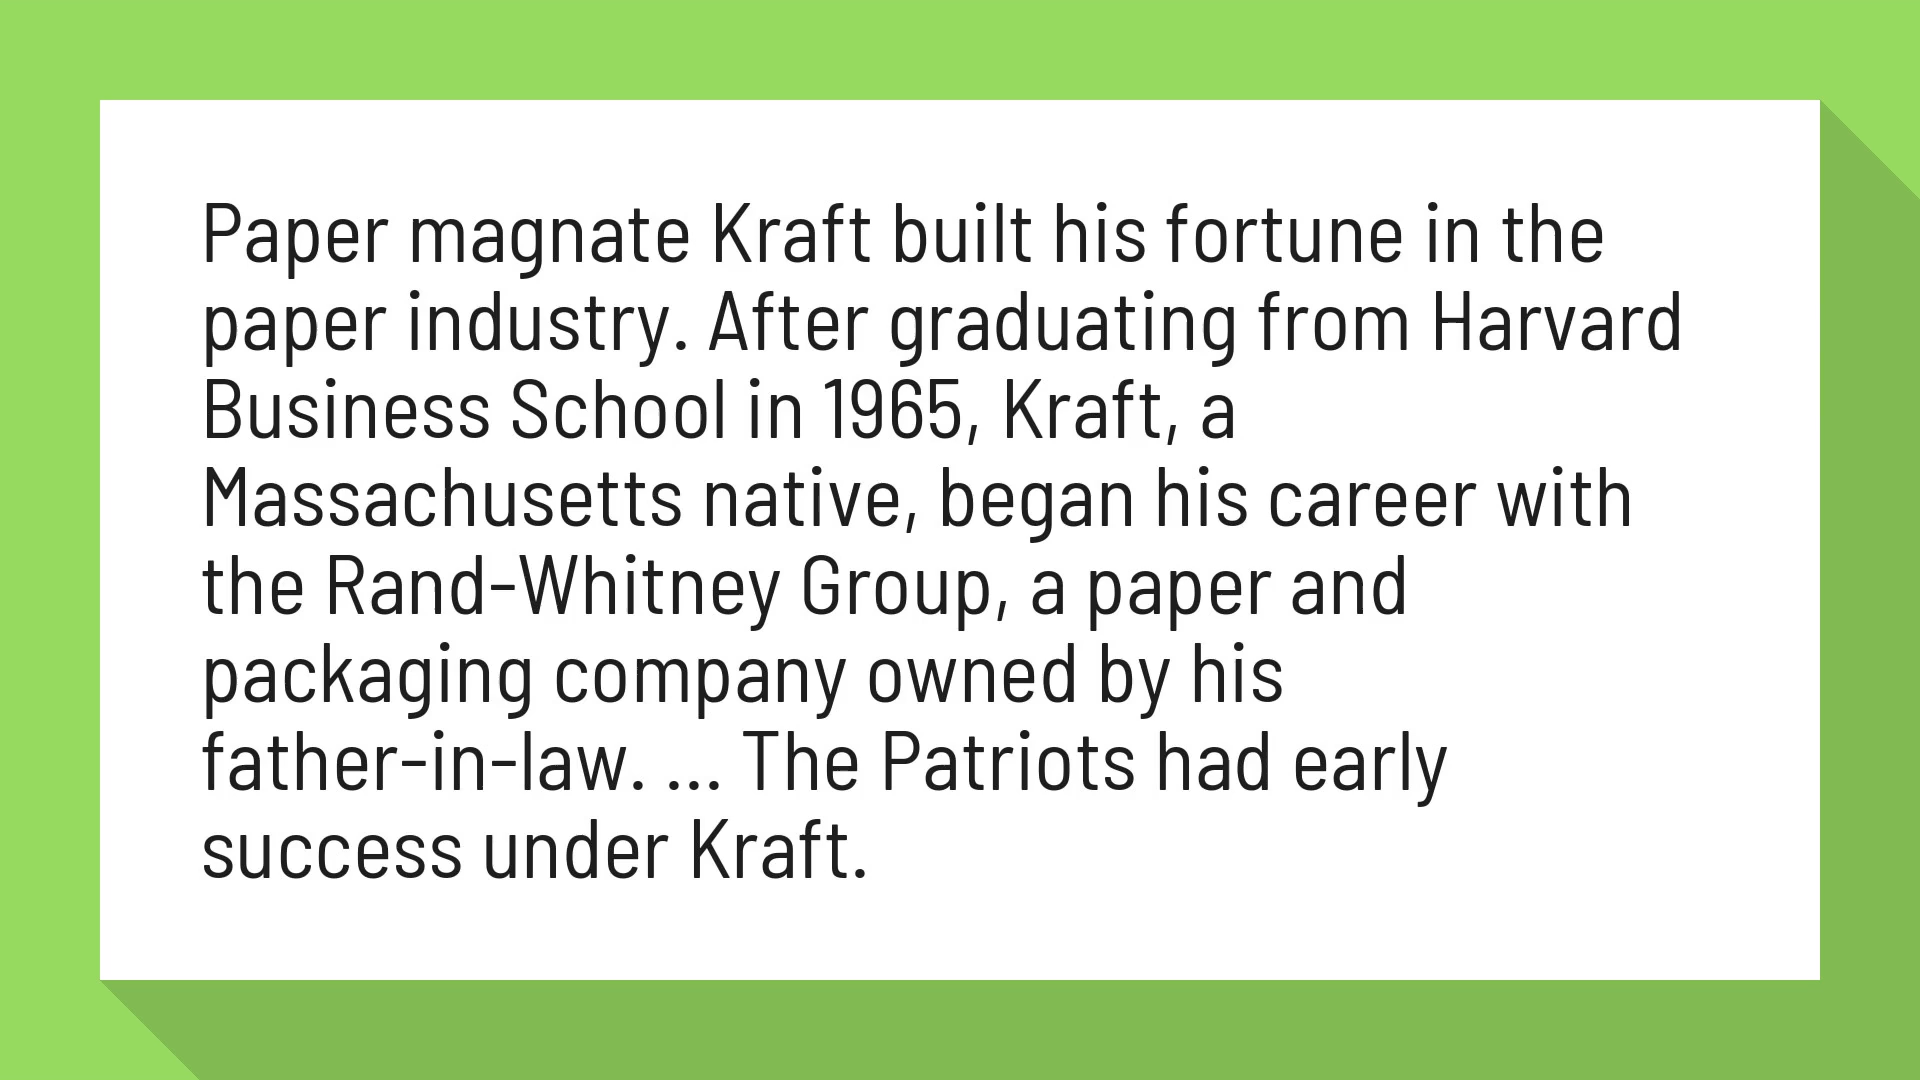 Paper magnate Kraft built his fortune in the
paper industry. After graduating from Harvard
Business School in 1965, Kraft, a
Massachusetts native, began his career with
the Rand-Whitney Group, a paper and
packaging company owned by his
father-in-law. ... The Patriots had early
success under Kraft.